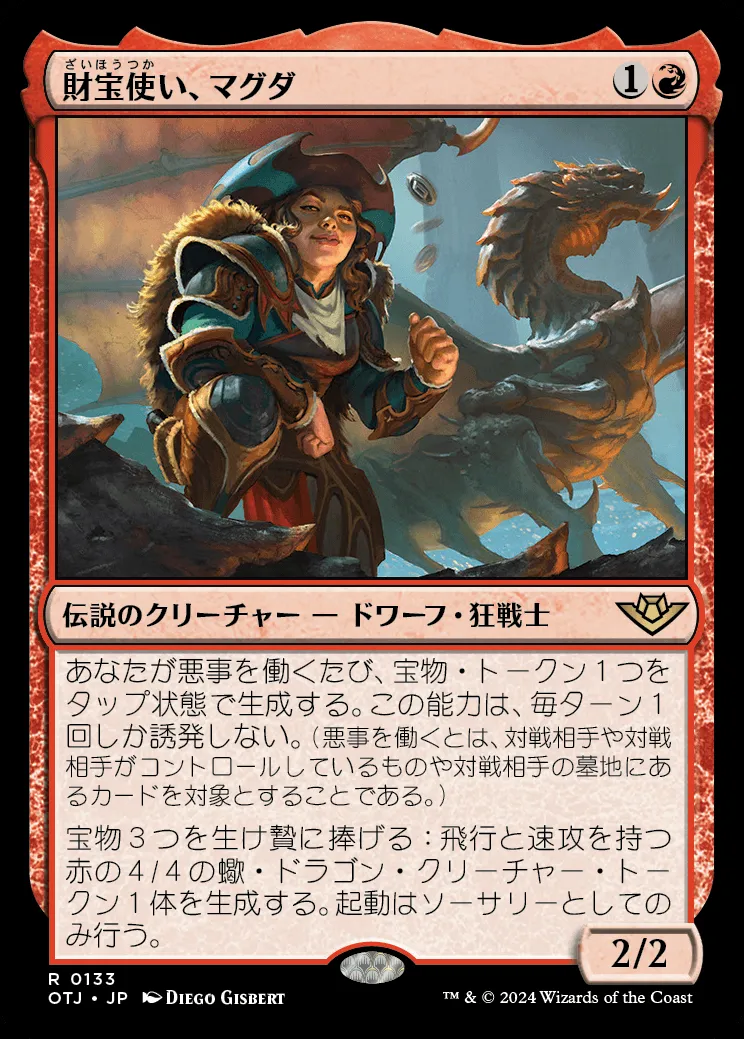 ざいほうつか
財宝使い、マグダ
1
伝説のクリーチャー — ドワーフ・狂戦士
あなたが悪事を働くたび、宝物・トークン１つを
タップ状態で生成する。この能力は、毎ターン１
回しか誘発しない。（悪事を働くとは、対戦相手や対戦
相手がコントロールしているものや対戦相手の墓地にあ
るカードを対象とすることである。）
宝物３つを生け贄に捧げる：飛行と速攻を持つ
赤の４/４の蠍・ドラゴン・クリーチャー・トー
クン１体を生成する。起動はソーサリーとしての
み行う。
2/2
R 0133
OTJ • JP Diego Gisbert
™ & © 2024 Wizards of the Coast